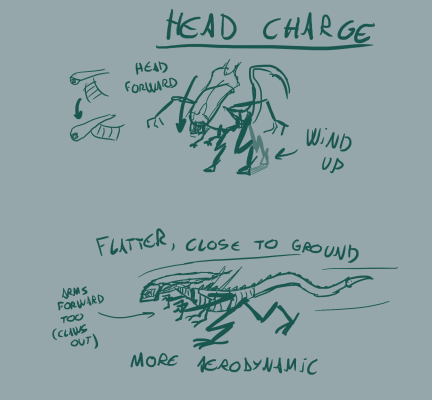 HEAD CHARGE
HEAD
FORWARD
WIND
UP
FLATTER, CLOSE TO GROUND
ARMS
FORWARD
TOO
(CLAWS
OUT)
MORE AERODYNAMIC